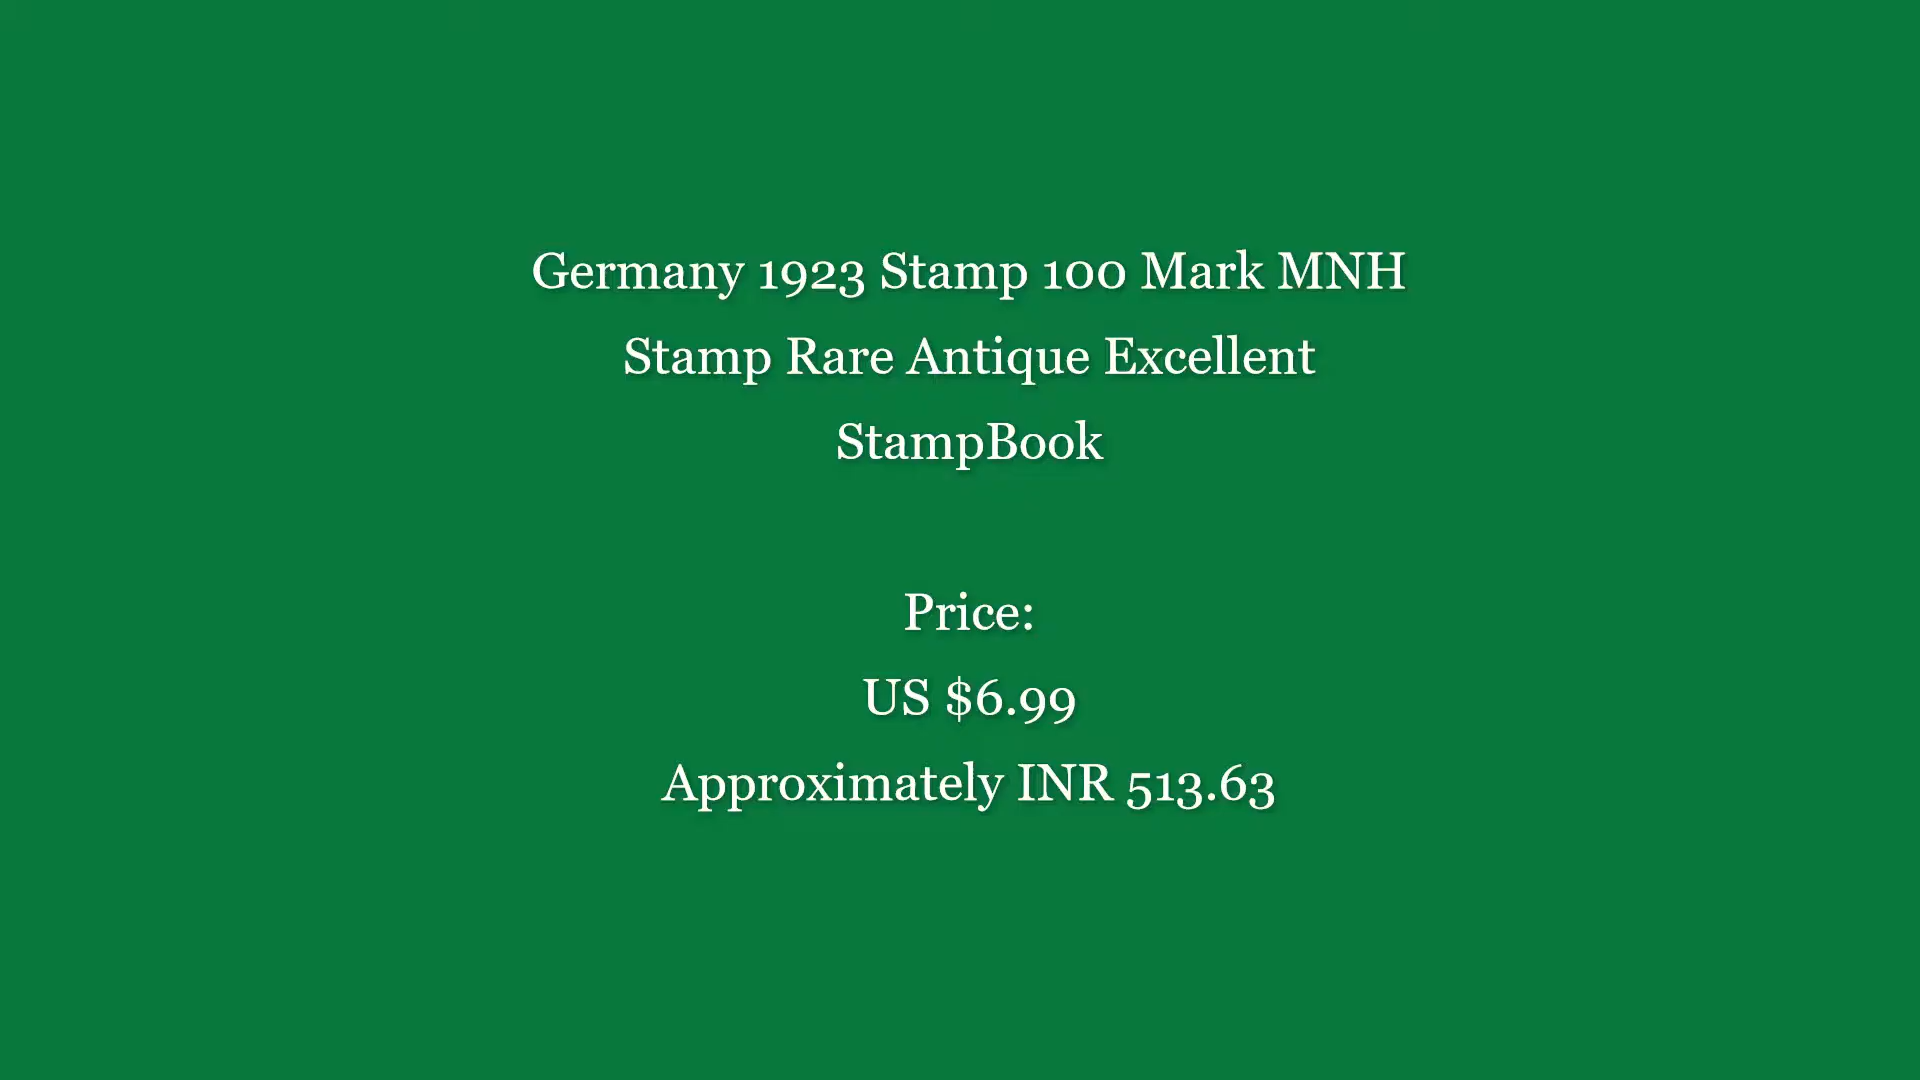 Germany 1923 Stamp 100 Mark MNH
Stamp Rare Antique Excellent
StampBook
Price:
US $6.99
Approximately INR 513.63